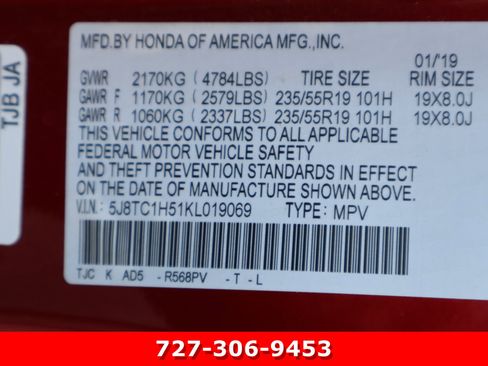 TJB JA
MFD.BY HONDA OF AMERICA MFG.,INC.
01/19
GVWR 2170KG (4784LBS) TIRE SIZE RIM SIZE
GAWR F 1170KG (2579LBS) 235/55R19 101H 19X8.0J
GAWR R 1060KG (2337LBS) 235/55R19 101H 19X8.0J
THIS VEHICLE CONFORMS TO ALL APPLICABLE
FEDERAL MOTOR VEHICLE SAFETY
AND THEFT PREVENTION STANDARDS IN EFFECT
ON THE DATE OF MANUFACTURE SHOWN ABOVE.
V.I.N.: 5J8TC1H51KL019069 TYPE: MPV
TJC K AD5 -R568PV -T -L
727-306-9453